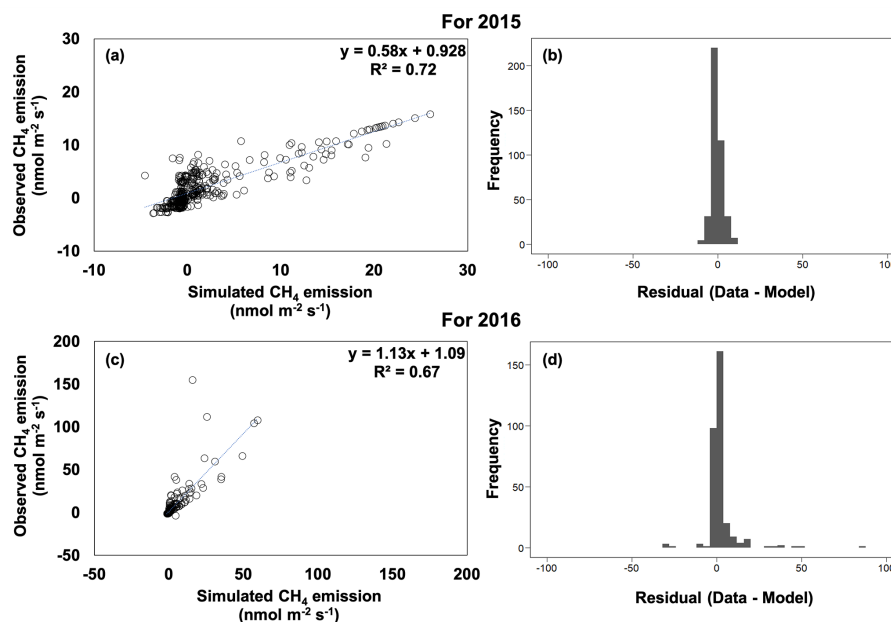 For 2015
(a)
y = 0.58x + 0.928
R² = 0.72
30
20
10
0
-10
Observed CH₄ emission
(nmol m⁻² s⁻¹)
-10
0
10
20
30
Simulated CH₄ emission
(nmol m⁻² s⁻¹)
(b)
200
150
100
50
0
Frequency
-100
-50
0
50
100
Residual (Data - Model)
For 2016
(c)
y = 1.13x + 1.09
R² = 0.67
200
150
100
50
0
-50
Observed CH₄ emission
(nmol m⁻² s⁻¹)
-50
0
50
100
150
200
Simulated CH₄ emission
(nmol m⁻² s⁻¹)
(d)
150
100
50
0
Frequency
-100
-50
0
50
100
Residual (Data - Model)